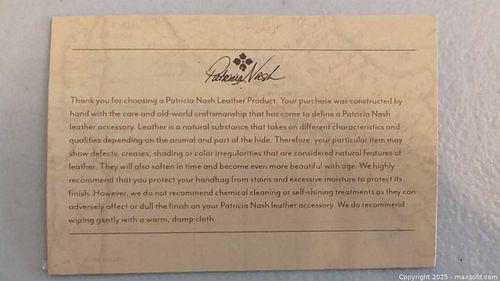 Patricia Nash
Thank you for choosing a Patricia Nash Leather Product. Your purchase was constructed by
hand with the care and old-world craftsmanship that has come to define a Patricia Nash
leather accessory. Leather is a natural substance that takes on different characteristics and
qualities depending on the animal and part of the hide. Therefore, your particular item may
show defects, creases, shading or color irregularities that are considered natural features of
leather. They will also soften in time and become even more beautiful with age. We highly
recommend that you protect your handbag from stains and excessive moisture to protect its
finish. However, we do not recommend chemical cleaning or self-shining treatments as they can
adversely affect or dull the finish on your Patricia Nash leather accessory. We do recommend
wiping gently with a warm, damp cloth.
Copyright 2025 - maxsold.com